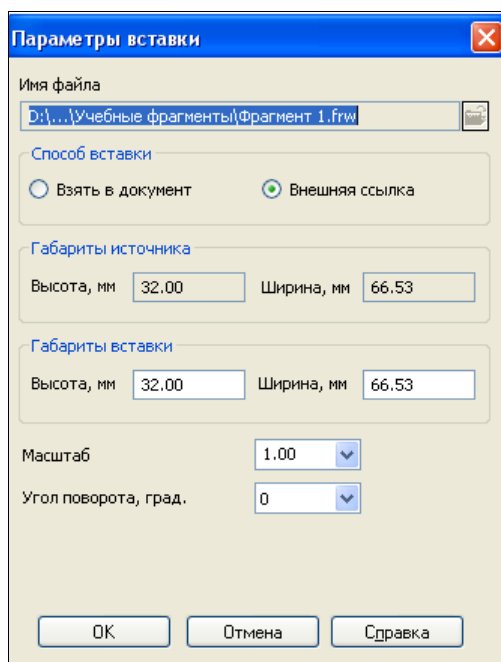 Параметры вставки
Имя файла
D:\...\Учебные фрагменты\Фрагмент 1.frw
Способ вставки
Взять в документ Внешняя ссылка
Габариты источника
Высота, мм 32.00 Ширина, мм 66.53
Габариты вставки
Высота, мм 32.00 Ширина, мм 66.53
Масштаб 1.00
Угол поворота, град. 0
OK Отмена Справка